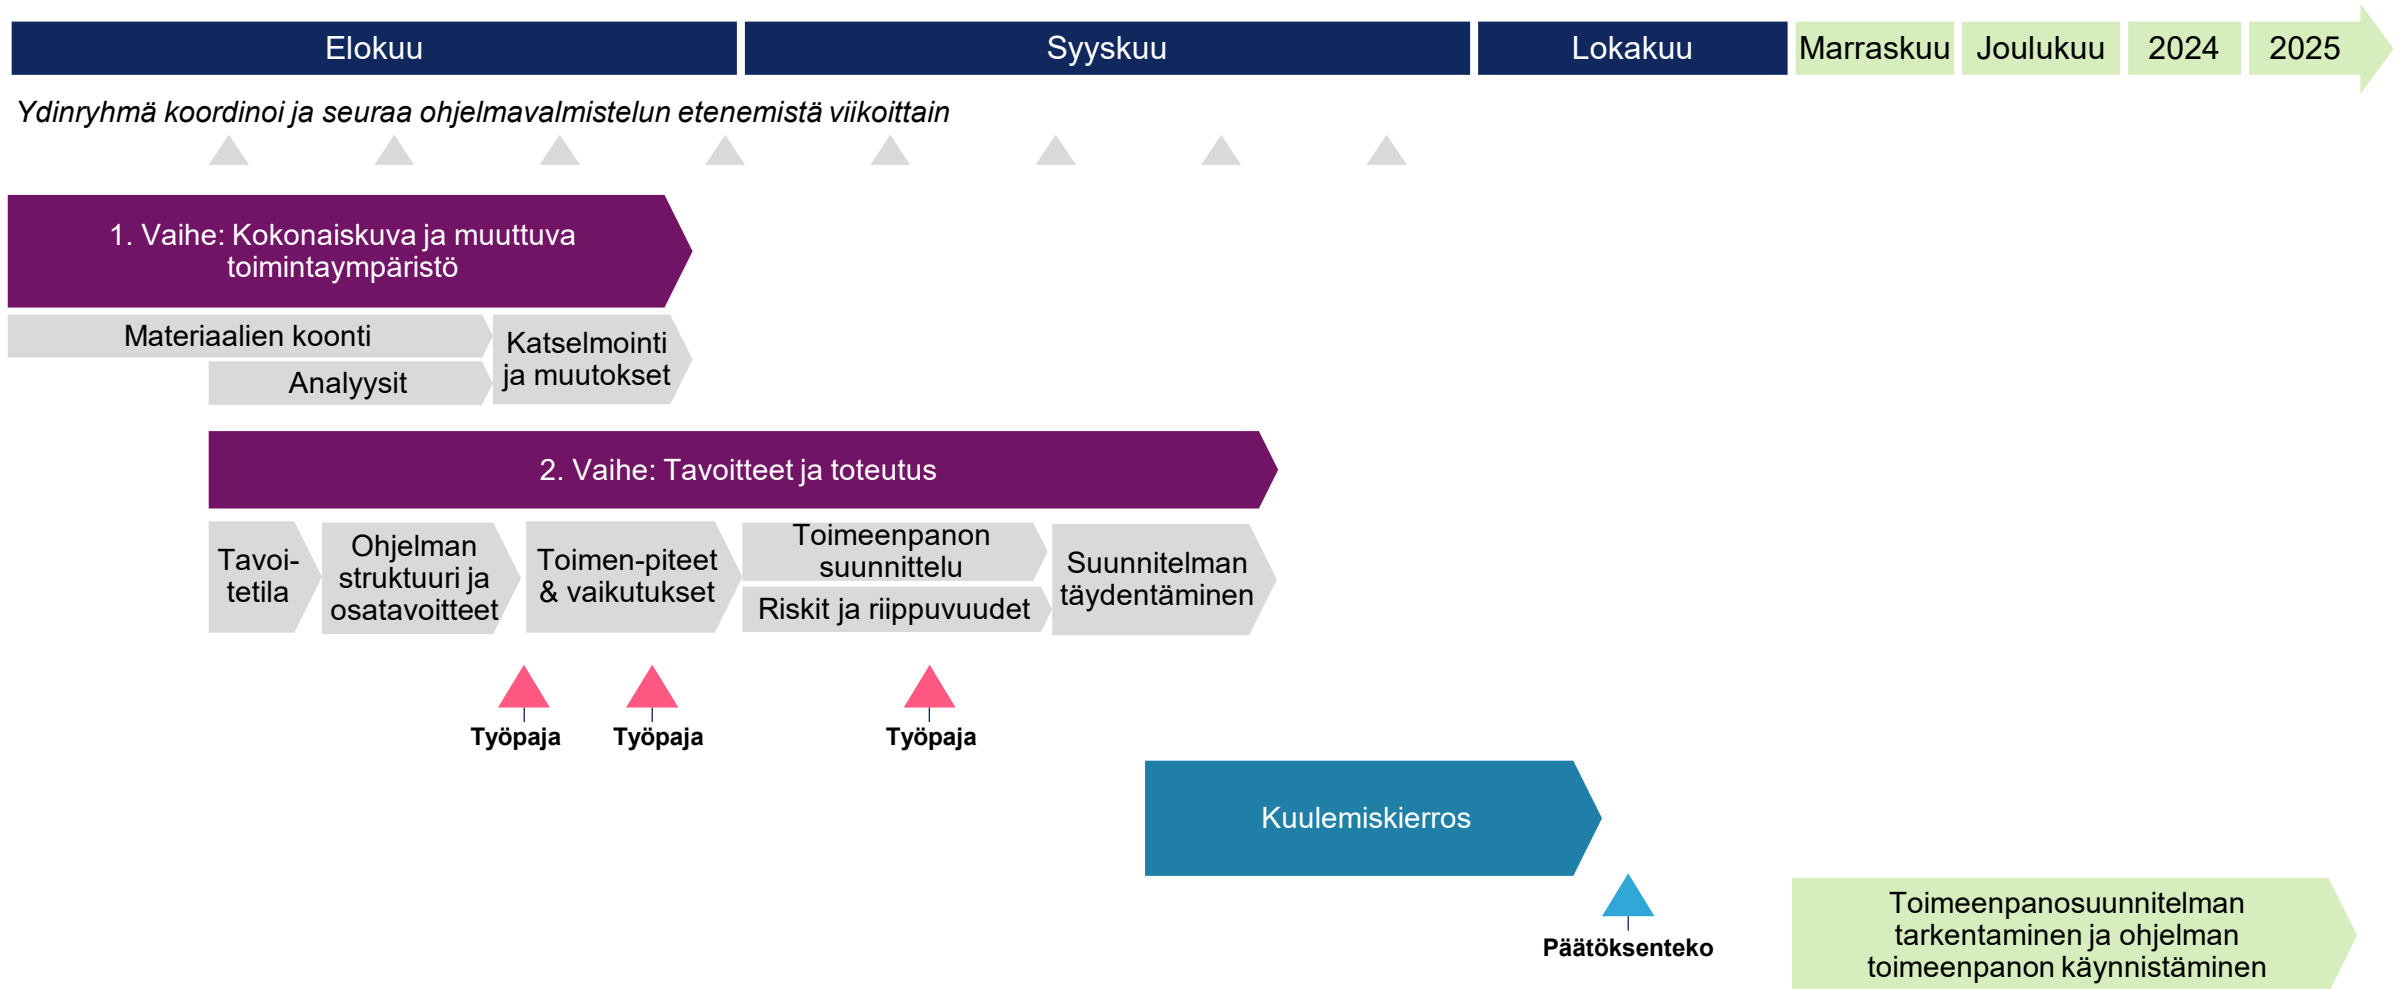 Elokuu
Syyskuu
Lokakuu
Marraskuu
Joulukuu
2024
2025
Ydinryhmä koordinoi ja seuraa ohjelmavalmistelun etenemistä viikoittain
1. Vaihe: Kokonaiskuva ja muuttuva
toimintaympäristö
Materiaalien koonti
Analyysit
Katselmointi
ja muutokset
2. Vaihe: Tavoitteet ja toteutus
Tavoi-
tetila
Ohjelman
struktuuri ja
osatavoitteet
Toimen-piteet
& vaikutukset
Toimeenpanon
suunnittelu
Riskit ja riippuvuudet
Suunnitelman
täydentäminen
Työpaja
Työpaja
Työpaja
Kuulemiskierros
Päätöksenteko
Toimeenpanosuunnitelman
tarkentaminen ja ohjelman
toimeenpanon käynnistäminen